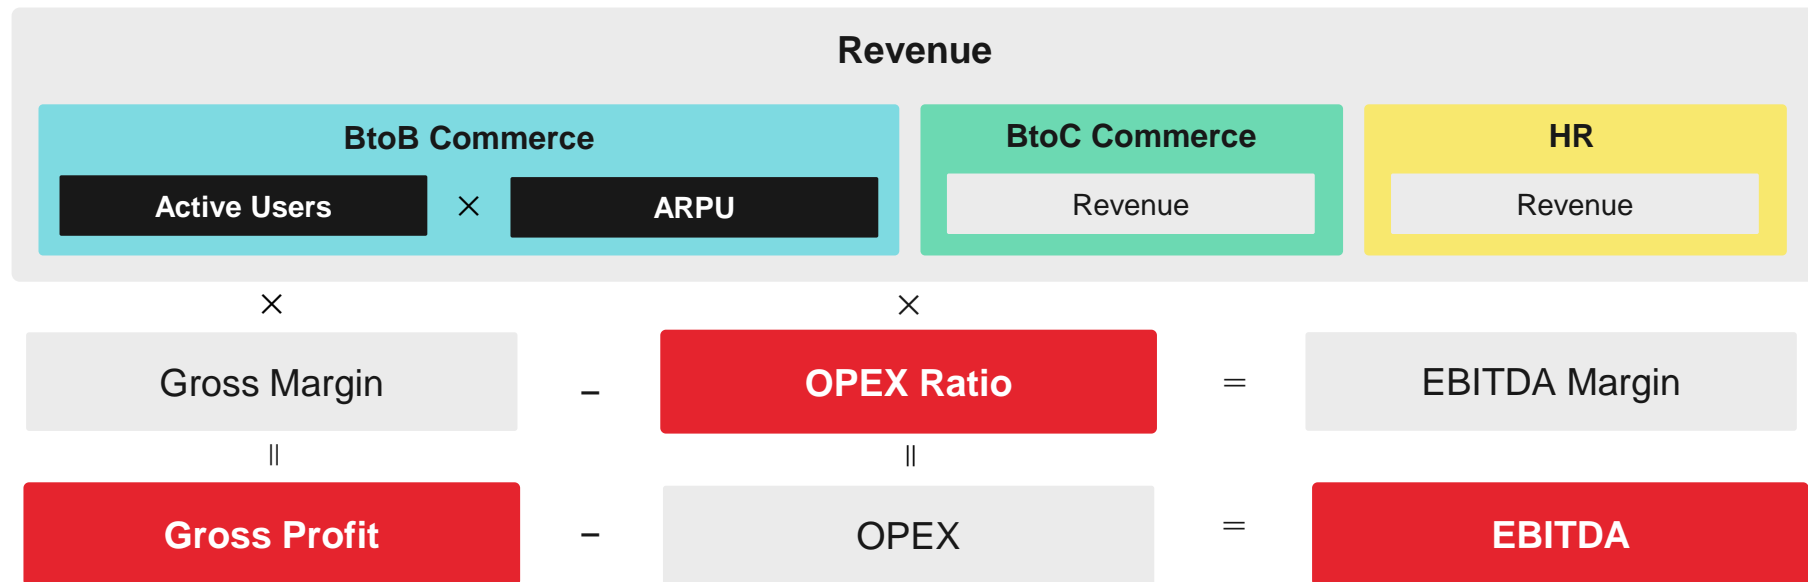 Revenue
BtoB Commerce
Active Users × ARPU
BtoC Commerce
Revenue
HR
Revenue
× ×
Gross Margin – OPEX Ratio = EBITDA Margin
= =
Gross Profit – OPEX = EBITDA